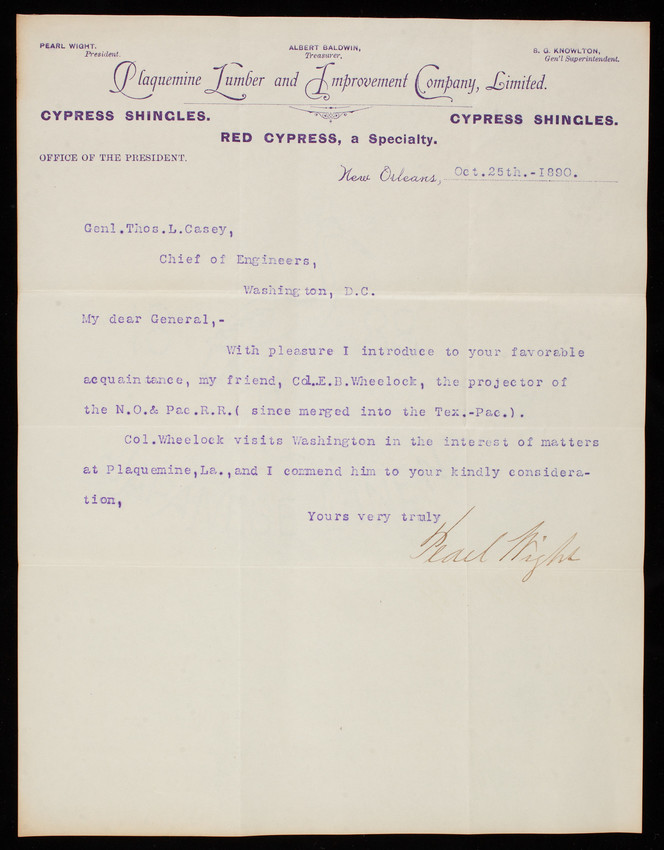 PEARL WIGHT, ALBERT BALDWIN, S. G. KNOWLTON,
President. Treasurer. Gen'l Superintendent.
Plaquemine Lumber and Improvement Company, Limited.
CYPRESS SHINGLES. CYPRESS SHINGLES.
RED CYPRESS, a Specialty.
OFFICE OF THE PRESIDENT.
New Orleans, Oct.25th.-1890.
Genl.Thos.L.Casey,
Chief of Engineers,
Washington, D.C.
My dear General,-
With pleasure I introduce to your favorable
acquaintance, my friend, Col.E.B.Wheelock, the projector of
the N.O.& Pac.R.R.( since merged into the Tex.-Pac.).
Col.Wheelock visits Washington in the interest of matters
at Plaquemine,La.,and I commend him to your kindly considera-
tion,
Yours very truly
Pearl Wight